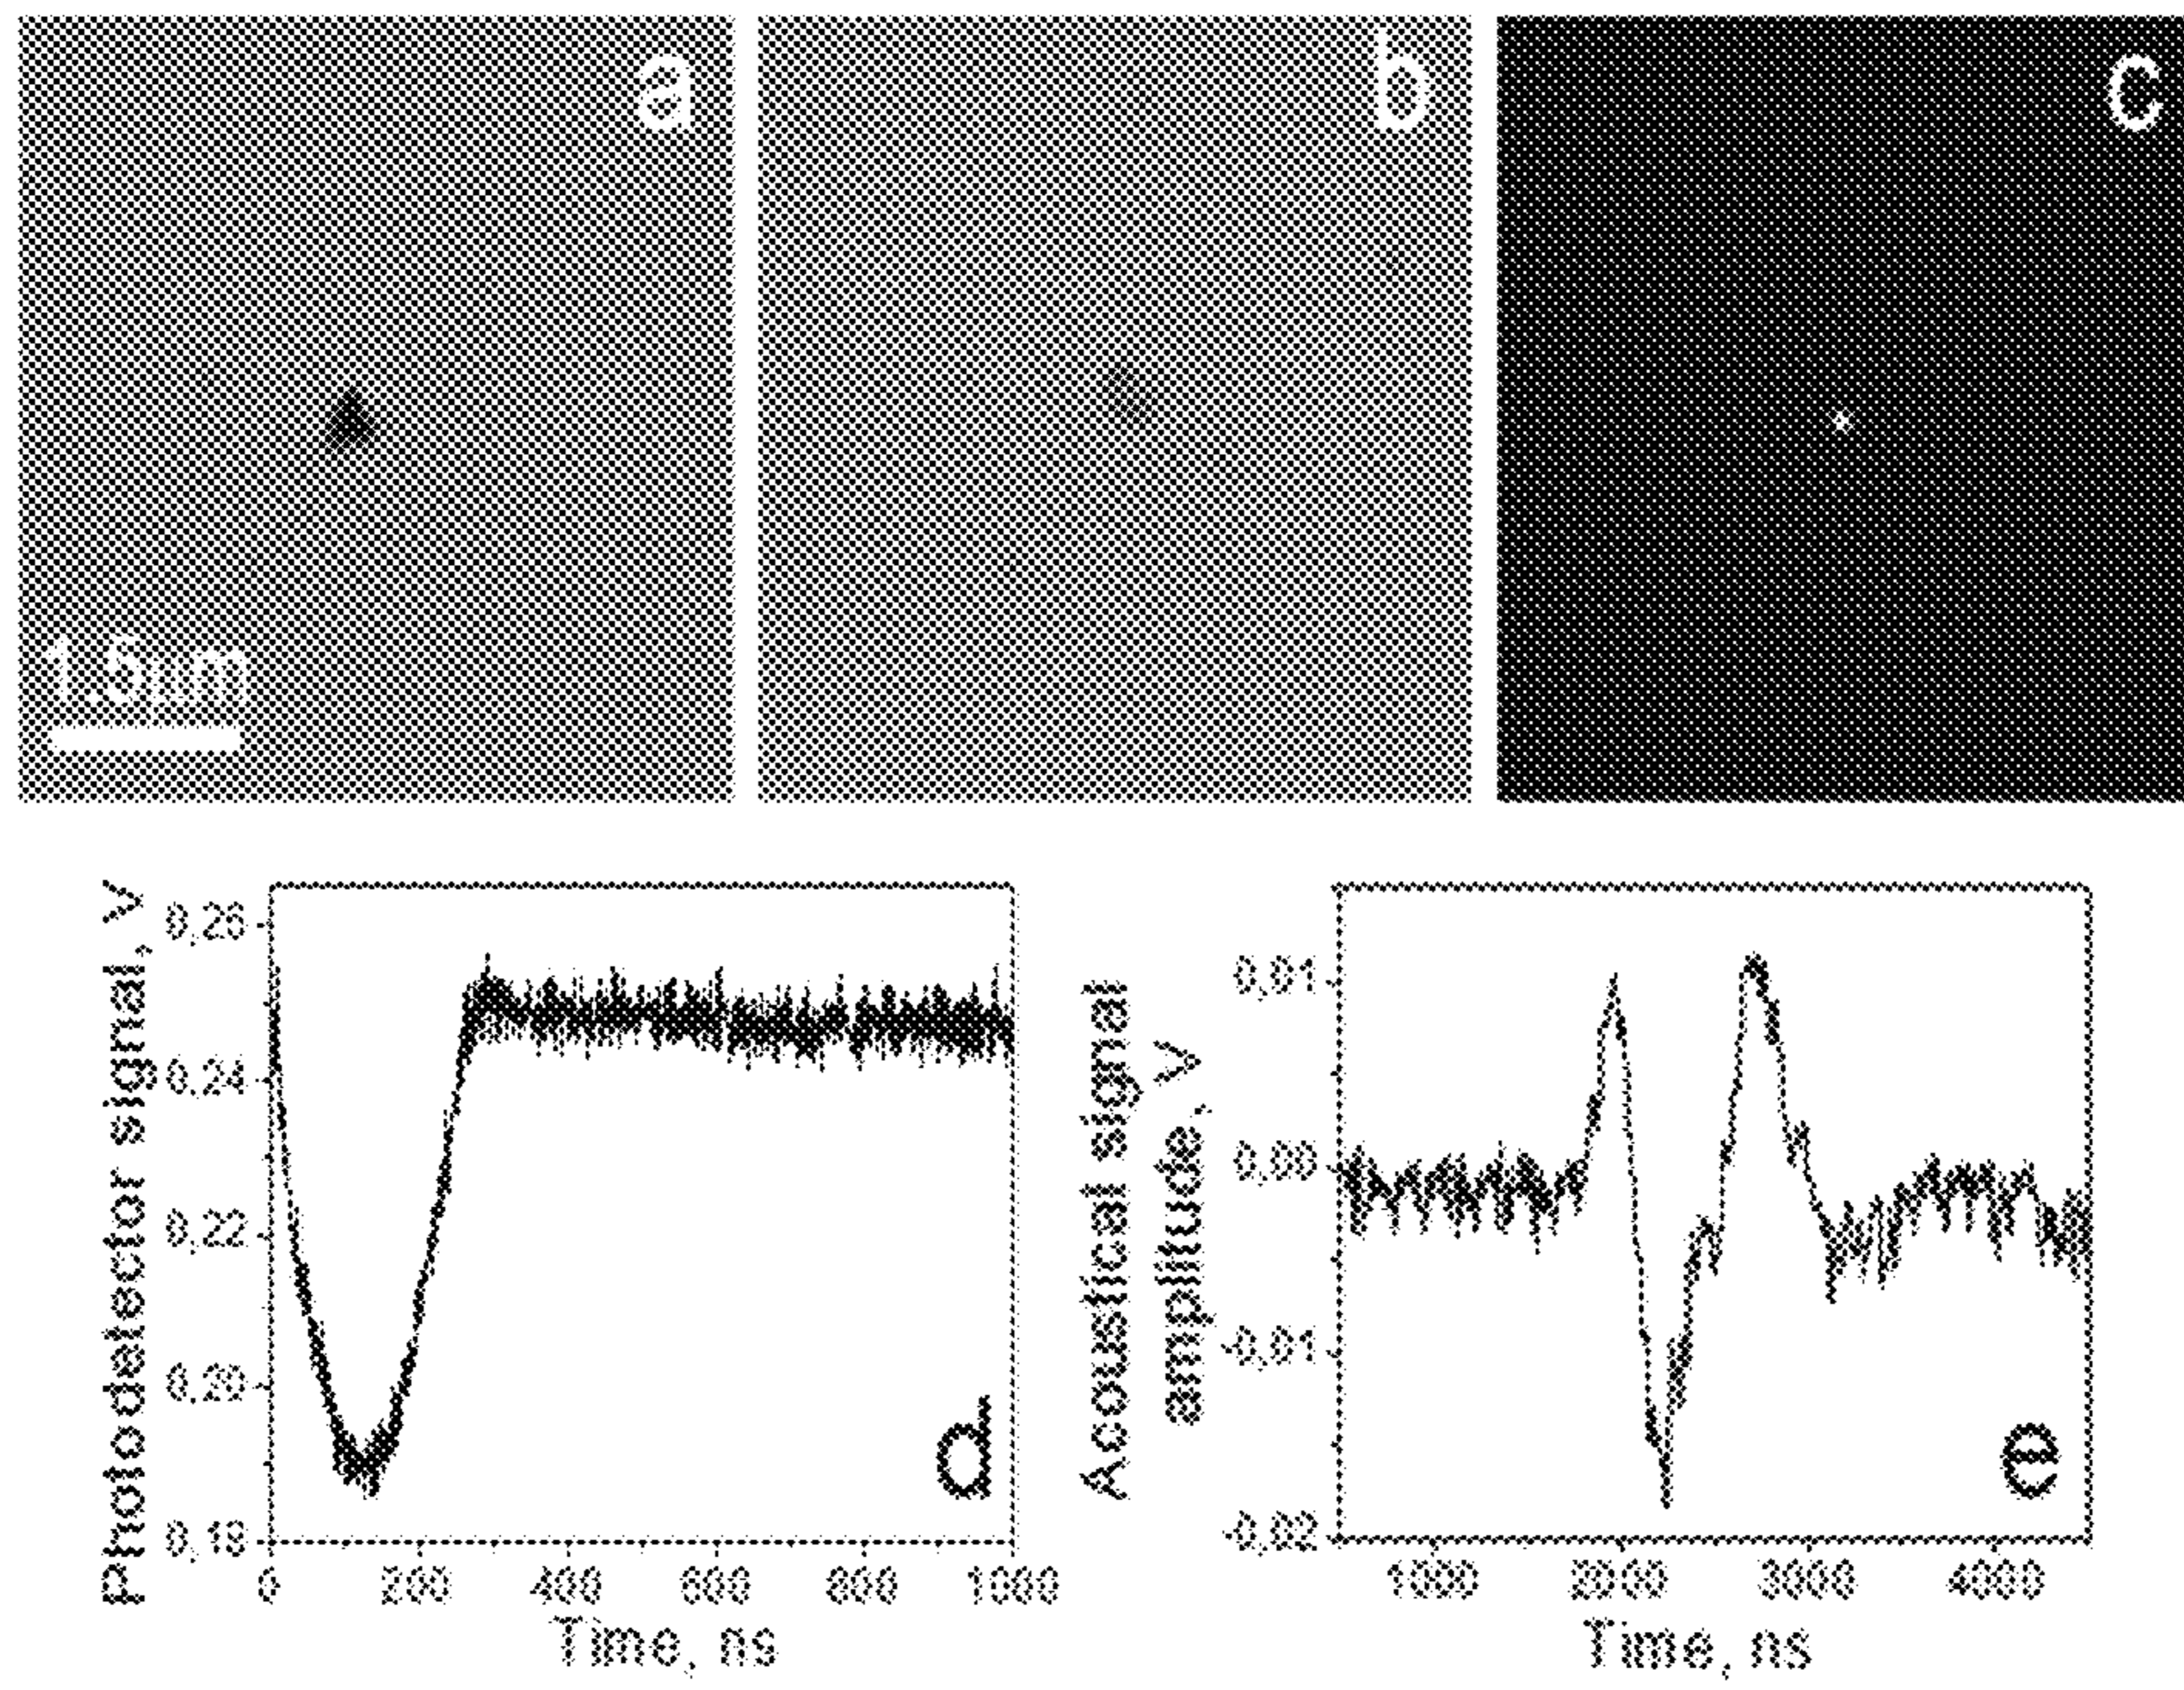 a
b
c
1.5µm
Photodetector signal, V
0,26
0,24
0,22
0,20
0,18
0
200
400
600
800
1000
Time, ns
d
Acoustical signal
amplitude, V
0,01
0,00
-0,01
-0,02
1000
2000
3000
4000
Time, ns
e